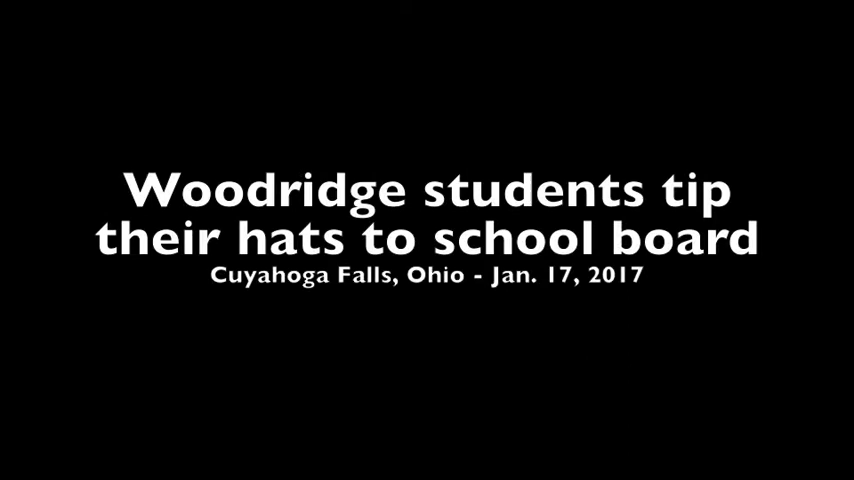 Woodridge students tip
their hats to school board
Cuyahoga Falls, Ohio - Jan. 17, 2017